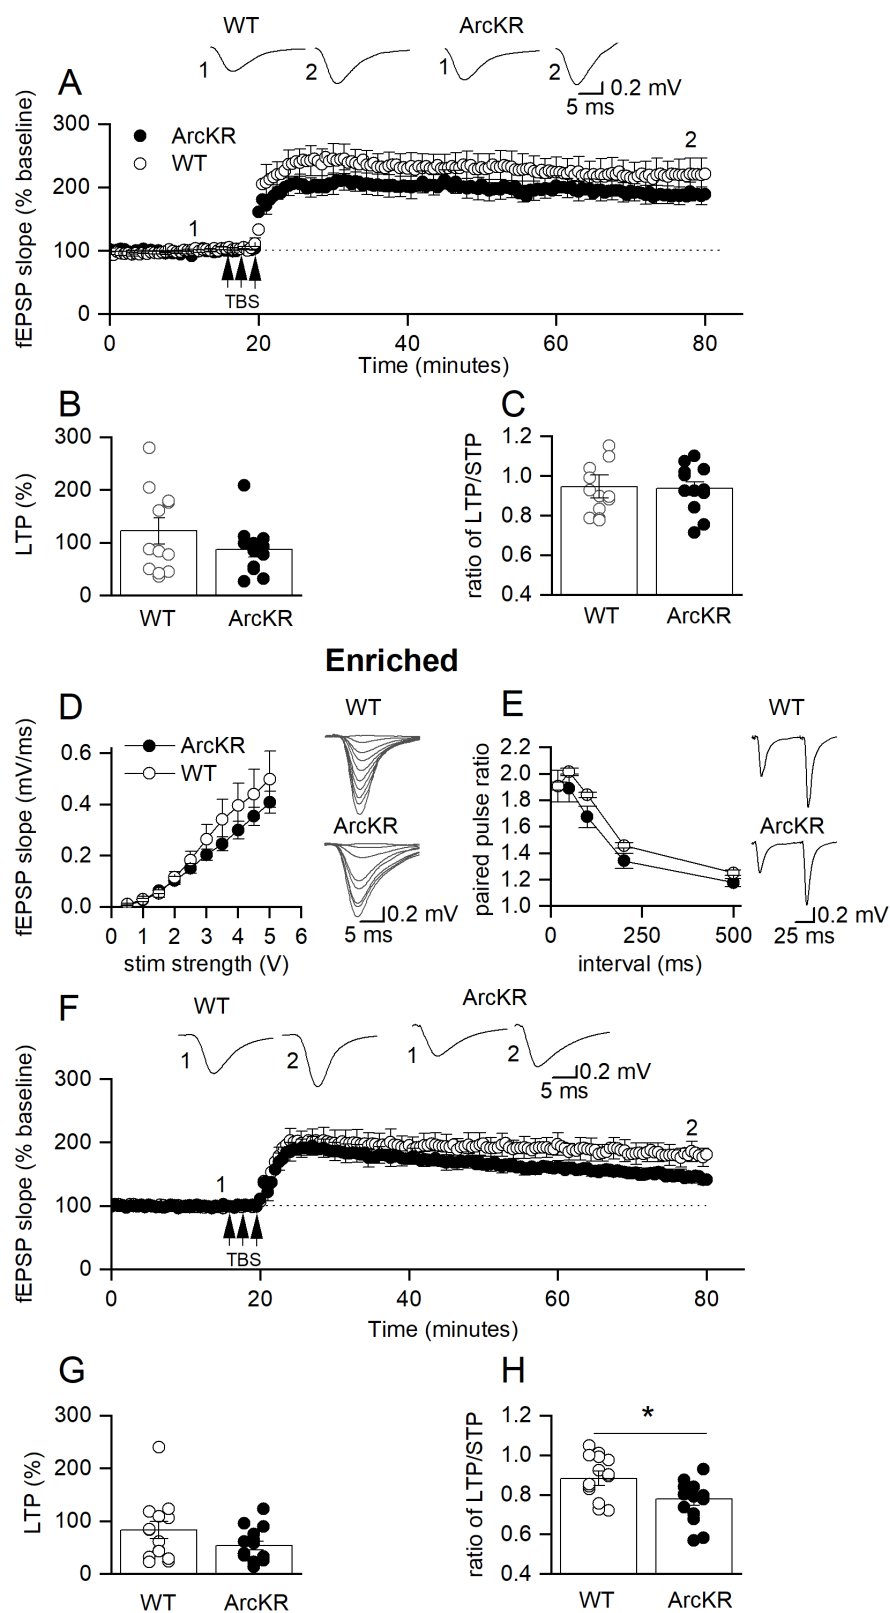 WT ArcKR
1 2 1 2 0.2 mV
5 ms
A
fEPSP slope (% baseline)
300
200
100
0
ArcKR
WT
1
2
TBS
0 20 40 60 80
Time (minutes)
B
LTP (%)
300
200
100
0
WT ArcKR
C
ratio of LTP/STP
1.2
1.0
0.8
0.6
0.4
WT ArcKR
Enriched
D
fEPSP slope (mV/ms)
0.6
0.4
0.2
0.0
ArcKR
WT
0 1 2 3 4 5 6
stim strength (V)
WT
ArcKR
0.2 mV
5 ms
E
paired pulse ratio
2.2
2.0
1.8
1.6
1.4
1.2
1.0
0 250 500
interval (ms)
WT
ArcKR
0.2 mV
25 ms
F
WT ArcKR
1 2 1 2
0.2 mV
5 ms
fEPSP slope (% baseline)
300
200
100
0
1
2
TBS
0 20 40 60 80
Time (minutes)
G
LTP (%)
300
200
100
0
WT ArcKR
H
ratio of LTP/STP
1.2
1.0
0.8
0.6
0.4
*
WT ArcKR